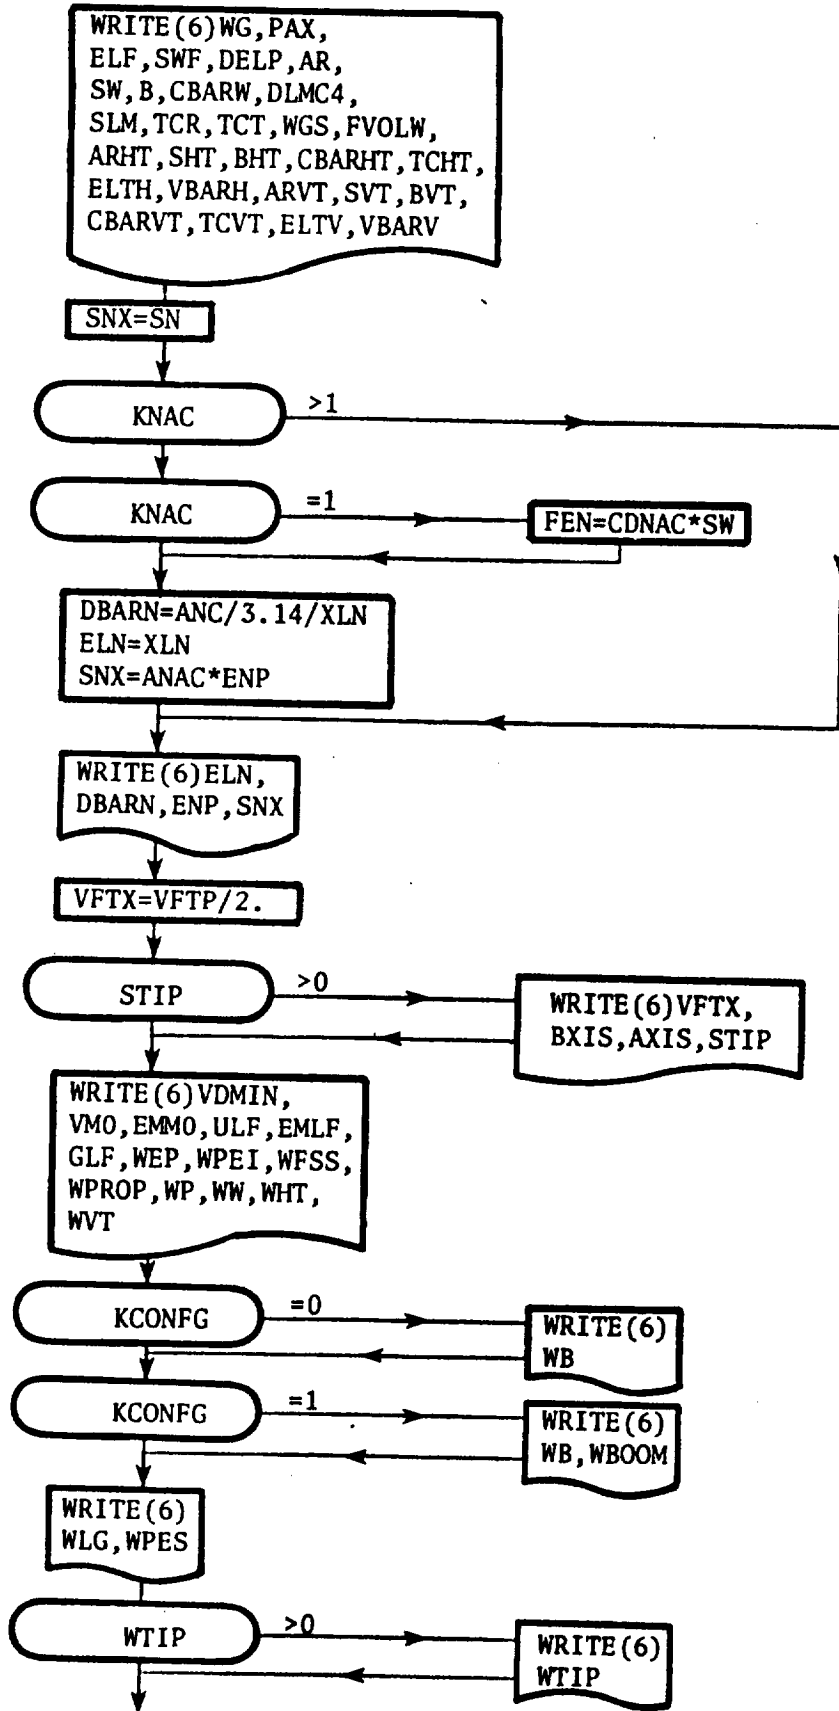 WRITE(6)WG,PAX,
ELF,SWF,DELP,AR,
SW,B,CBARW,DLMC4,
SLM,TCR,TCT,WGS,FVOLW,
ARHT,SHT,BHT,CBARHT,TCHT,
ELTH,VBARH,ARVT,SVT,BVT,
CBARVT,TCVT,ELTV,VBARV
SNX=SN
KNAC
>1
KNAC
=1
FEN=CDNAC*SW
DBARN=ANC/3.14/XLN
ELN=XLN
SNX=ANAC*ENP
WRITE(6)ELN,
DBARN,ENP,SNX
VFTX=VFTP/2.
STIP
>0
WRITE(6)VFTX,
BXIS,AXIS,STIP
WRITE(6)VDMIN,
VMO,EMMO,ULF,EMLF,
GLF,WEP,WPEI,WFSS,
WPROP,WP,WW,WHT,
WVT
KCONFG
=0
WRITE(6)
WB
KCONFG
=1
WRITE(6)
WB,WBOOM
WRITE(6)
WLG,WPES
WTIP
>0
WRITE(6)
WTIP